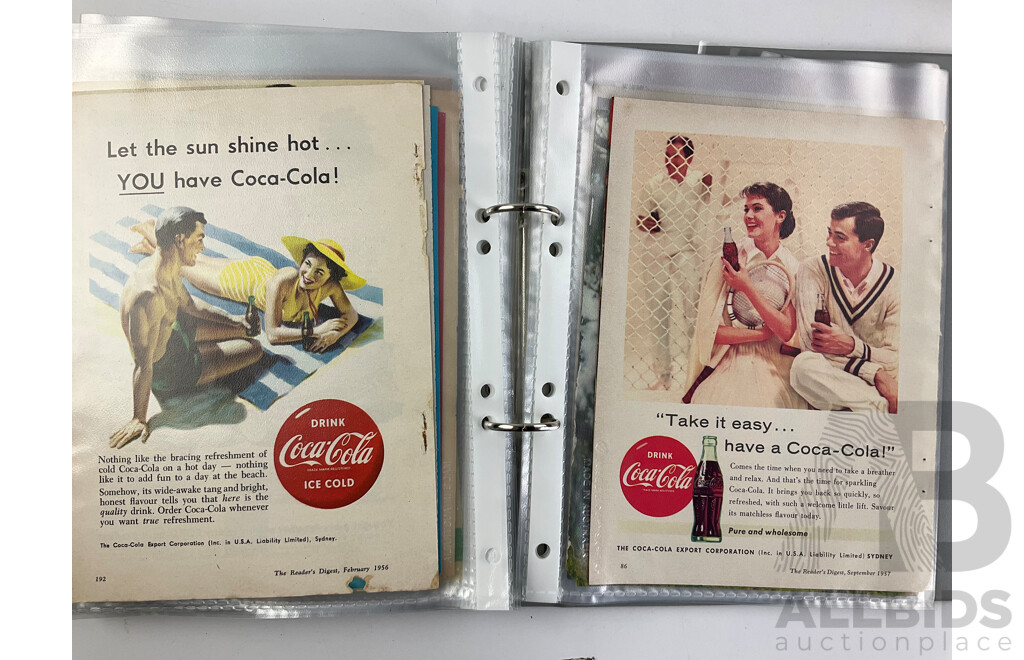 Let the sun shine hot . . .
YOU have Coca-Cola!
DRINK
Coca-Cola
TRADE MARK REGISTERED
ICE COLD
Nothing like the bracing refreshment of
cold Coca-Cola on a hot day — nothing
like it to add fun to a day at the beach.
Somehow, its wide-awake tang and bright,
honest flavour tells you that here is the
quality drink. Order Coca-Cola whenever
you want true refreshment.
The Coca-Cola Export Corporation (Inc. in U.S.A. Liability Limited), Sydney.
192
The Reader's Digest, February 1956
"Take it easy...
have a Coca-Cola!"
DRINK
Coca-Cola
Comes the time when you need to take a breather
and relax. And that's the time for sparkling
Coca-Cola. It brings you back so quickly, so
refreshed, with such a welcome little lift. Savour
its matchless flavour today.
Pure and wholesome
THE COCA-COLA EXPORT CORPORATION (Inc. in U.S.A. Liability Limited) SYDNEY
86
The Reader's Digest, September 1957
AB
ALLBIDS
auctionplace